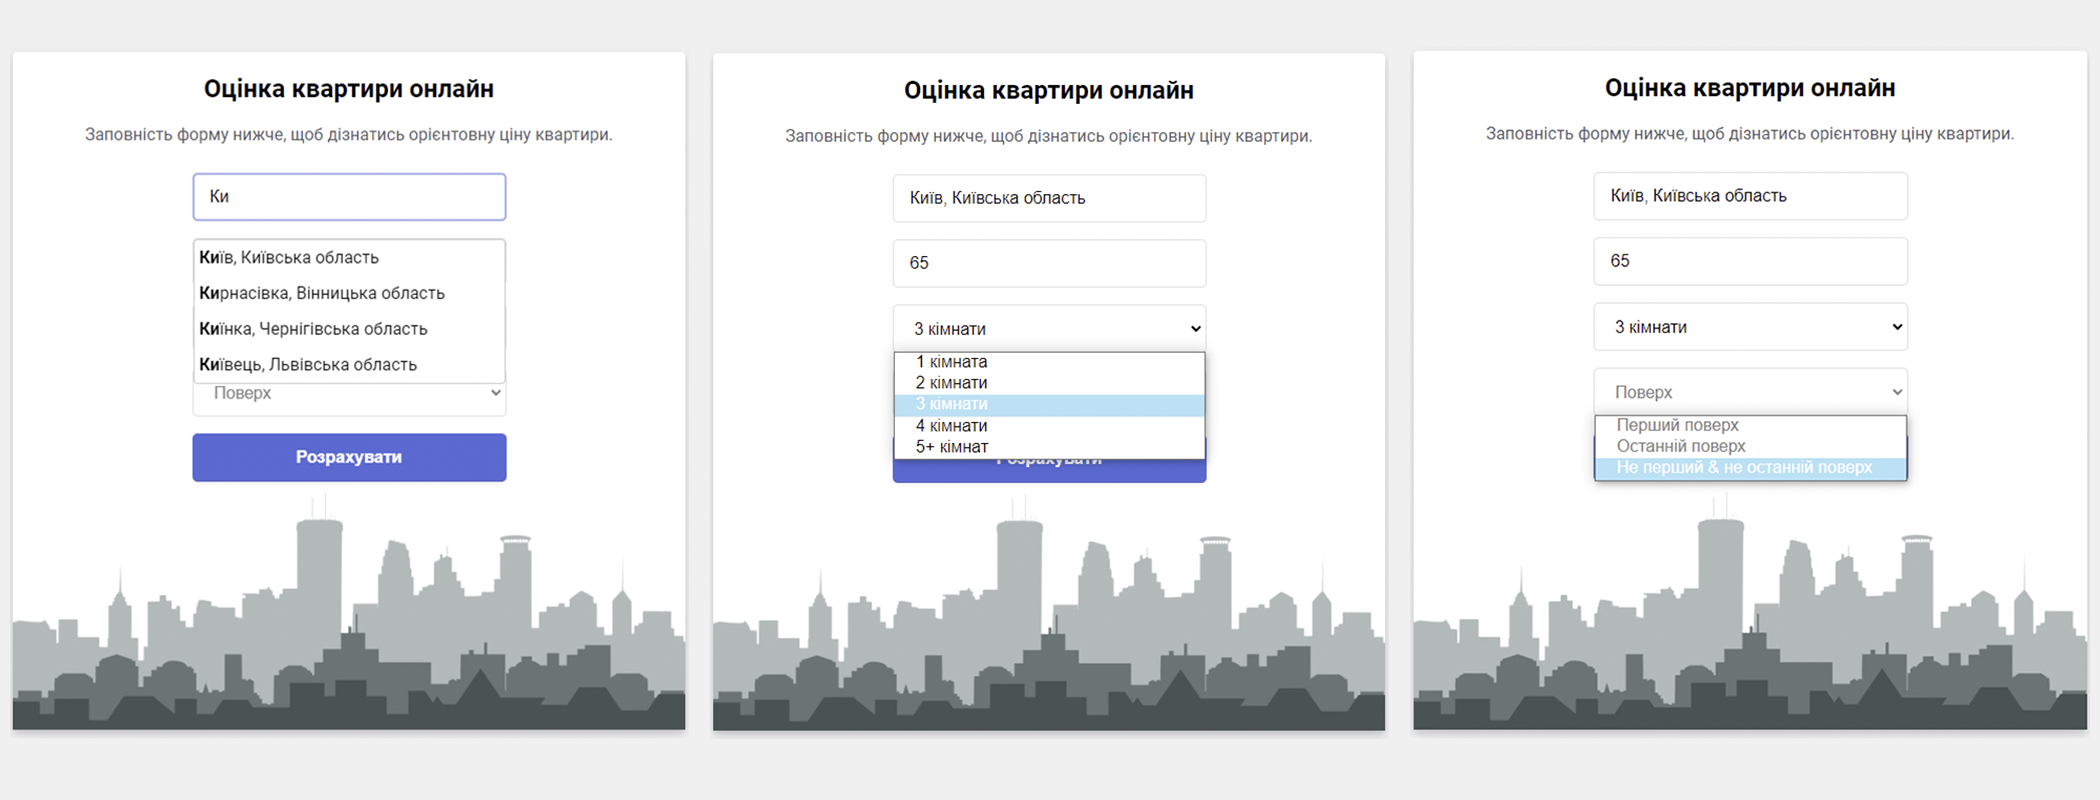 Оцінка квартири онлайн
Заповність форму нижче, щоб дізнатись орієнтовну ціну квартири.
Ки
Київ, Київська область
Кирнасівка, Вінницька область
Киїнка, Чернігівська область
Київець, Львівська область
Поверх
Розрахувати
Оцінка квартири онлайн
Заповність форму нижче, щоб дізнатись орієнтовну ціну квартири.
Київ, Київська область
65
3 кімнати
1 кімната
2 кімнати
3 кімнати
4 кімнати
5+ кімнат
Розрахувати
Оцінка квартири онлайн
Заповність форму нижче, щоб дізнатись орієнтовну ціну квартири.
Київ, Київська область
65
3 кімнати
Поверх
Перший поверх
Останній поверх
Не перший & не останній поверх